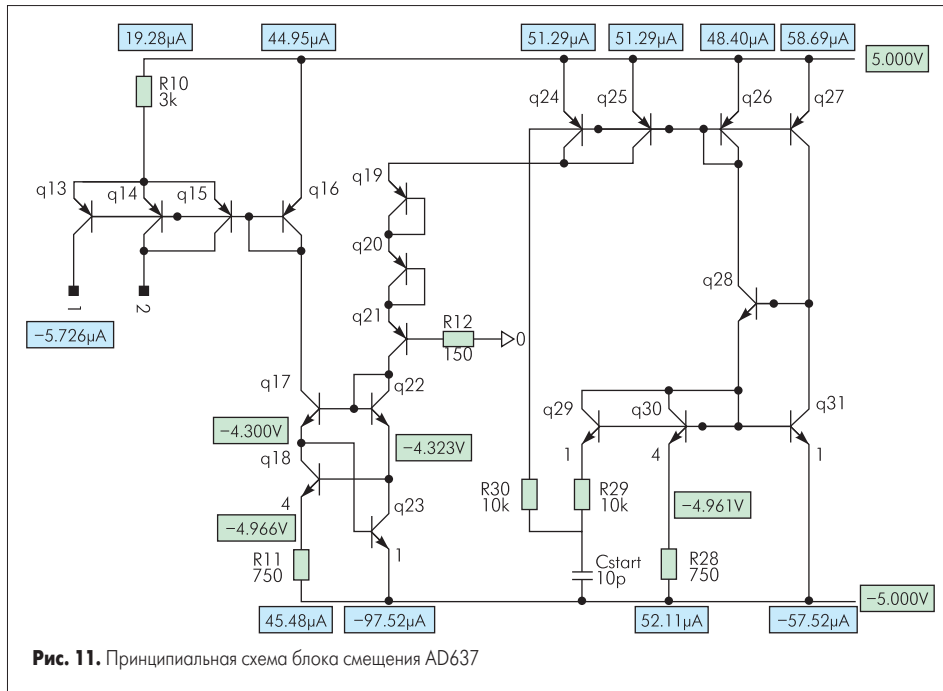 19.28µA
44.95µA
51.29µA
51.29µA
48.40µA
58.69µA
5.000V
R10
3k
q24
q25
q26
q27
q13
q14
q15
q16
q19
q20
q28
1
2
q21
R12
150
0
−5.726µA
q17
q22
q29
q30
q31
−4.300V
−4.323V
q18
1
4
1
q23
R30
10k
R29
10k
−4.961V
4
−4.966V
1
R11
750
Cstart
10p
R28
750
−5.000V
45.48µA
−97.52µA
52.11µA
−57.52µA
Рис. 11. Принципиальная схема блока смещения AD637